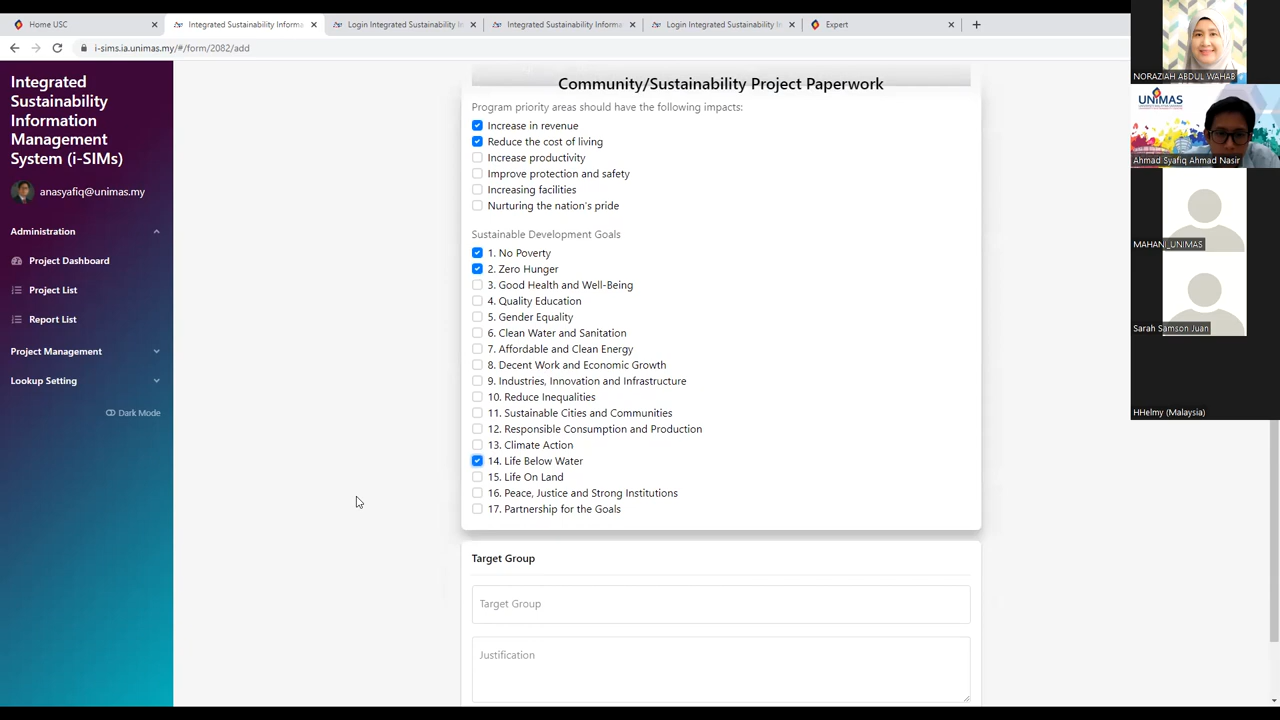 Home USC
Integrated Sustainability Informa
Login Integrated Sustainability In
Integrated Sustainability Informa
Login Integrated Sustainability In
Expert
i-sims.ia.unimas.my/#/form/2082/add
Integrated
Sustainability
Information
Management
System (i-SIMs)
anasyafiq@unimas.my
Administration
Project Dashboard
Project List
Report List
Project Management
Lookup Setting
Dark Mode
Community/Sustainability Project Paperwork
Program priority areas should have the following impacts:
Increase in revenue
Reduce the cost of living
Increase productivity
Improve protection and safety
Increasing facilities
Nurturing the nation's pride
Sustainable Development Goals
1. No Poverty
2. Zero Hunger
3. Good Health and Well-Being
4. Quality Education
5. Gender Equality
6. Clean Water and Sanitation
7. Affordable and Clean Energy
8. Decent Work and Economic Growth
9. Industries, Innovation and Infrastructure
10. Reduce Inequalities
11. Sustainable Cities and Communities
12. Responsible Consumption and Production
13. Climate Action
14. Life Below Water
15. Life On Land
16. Peace, Justice and Strong Institutions
17. Partnership for the Goals
Target Group
Target Group
Justification
NORAZIAH ABDUL WAHAB
UNIMAS
Ahmad Syafiq Ahmad Nasir
MAHANI_UNIMAS
Sarah Samson Juan
HHelmy (Malaysia)